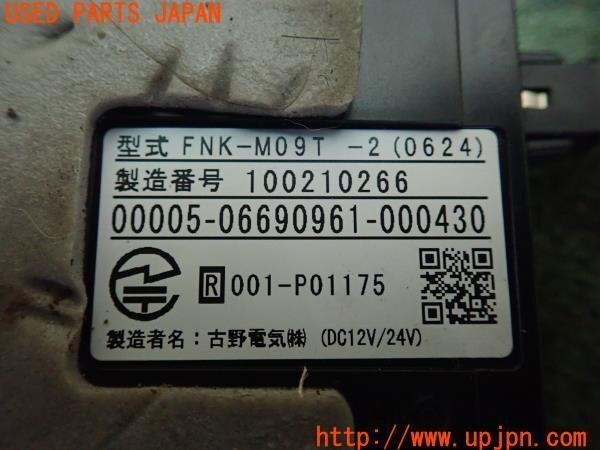 USED PARTS JAPAN
型式 FNK-M09T -2(0624)
製造番号 100210266
00005-06690961-000430
R 001-P01175
製造者名:古野電気㈱ (DC12V/24V)
http://www.upjpn.com/